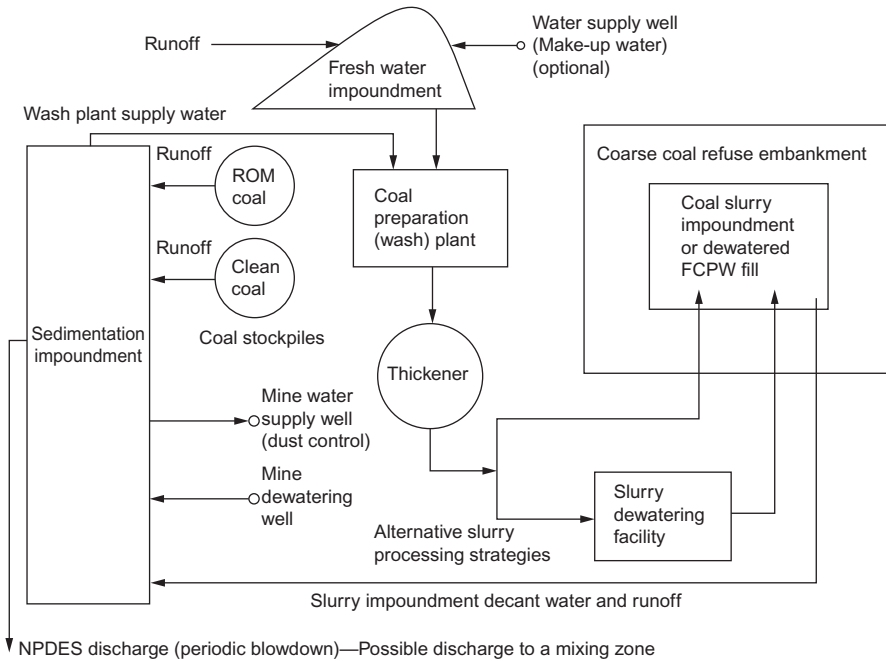 Water supply well
Runoff
(Make-up water)
(optional)
Fresh water
impoundment
Wash plant supply water
Coarse coal refuse embankment
Runoff
ROM
coal
Coal
preparation
(wash) plant
Coal slurry
impoundment
or dewatered
FCPW fill
Runoff
Clean
coal
Coal stockpiles
Sedimentation
impoundment
Thickener
Mine water
supply well
(dust control)
Mine
dewatering
well
Slurry
dewatering
facility
Alternative slurry
processing strategies
Slurry impoundment decant water and runoff
NPDES discharge (periodic blowdown)—Possible discharge to a mixing zone